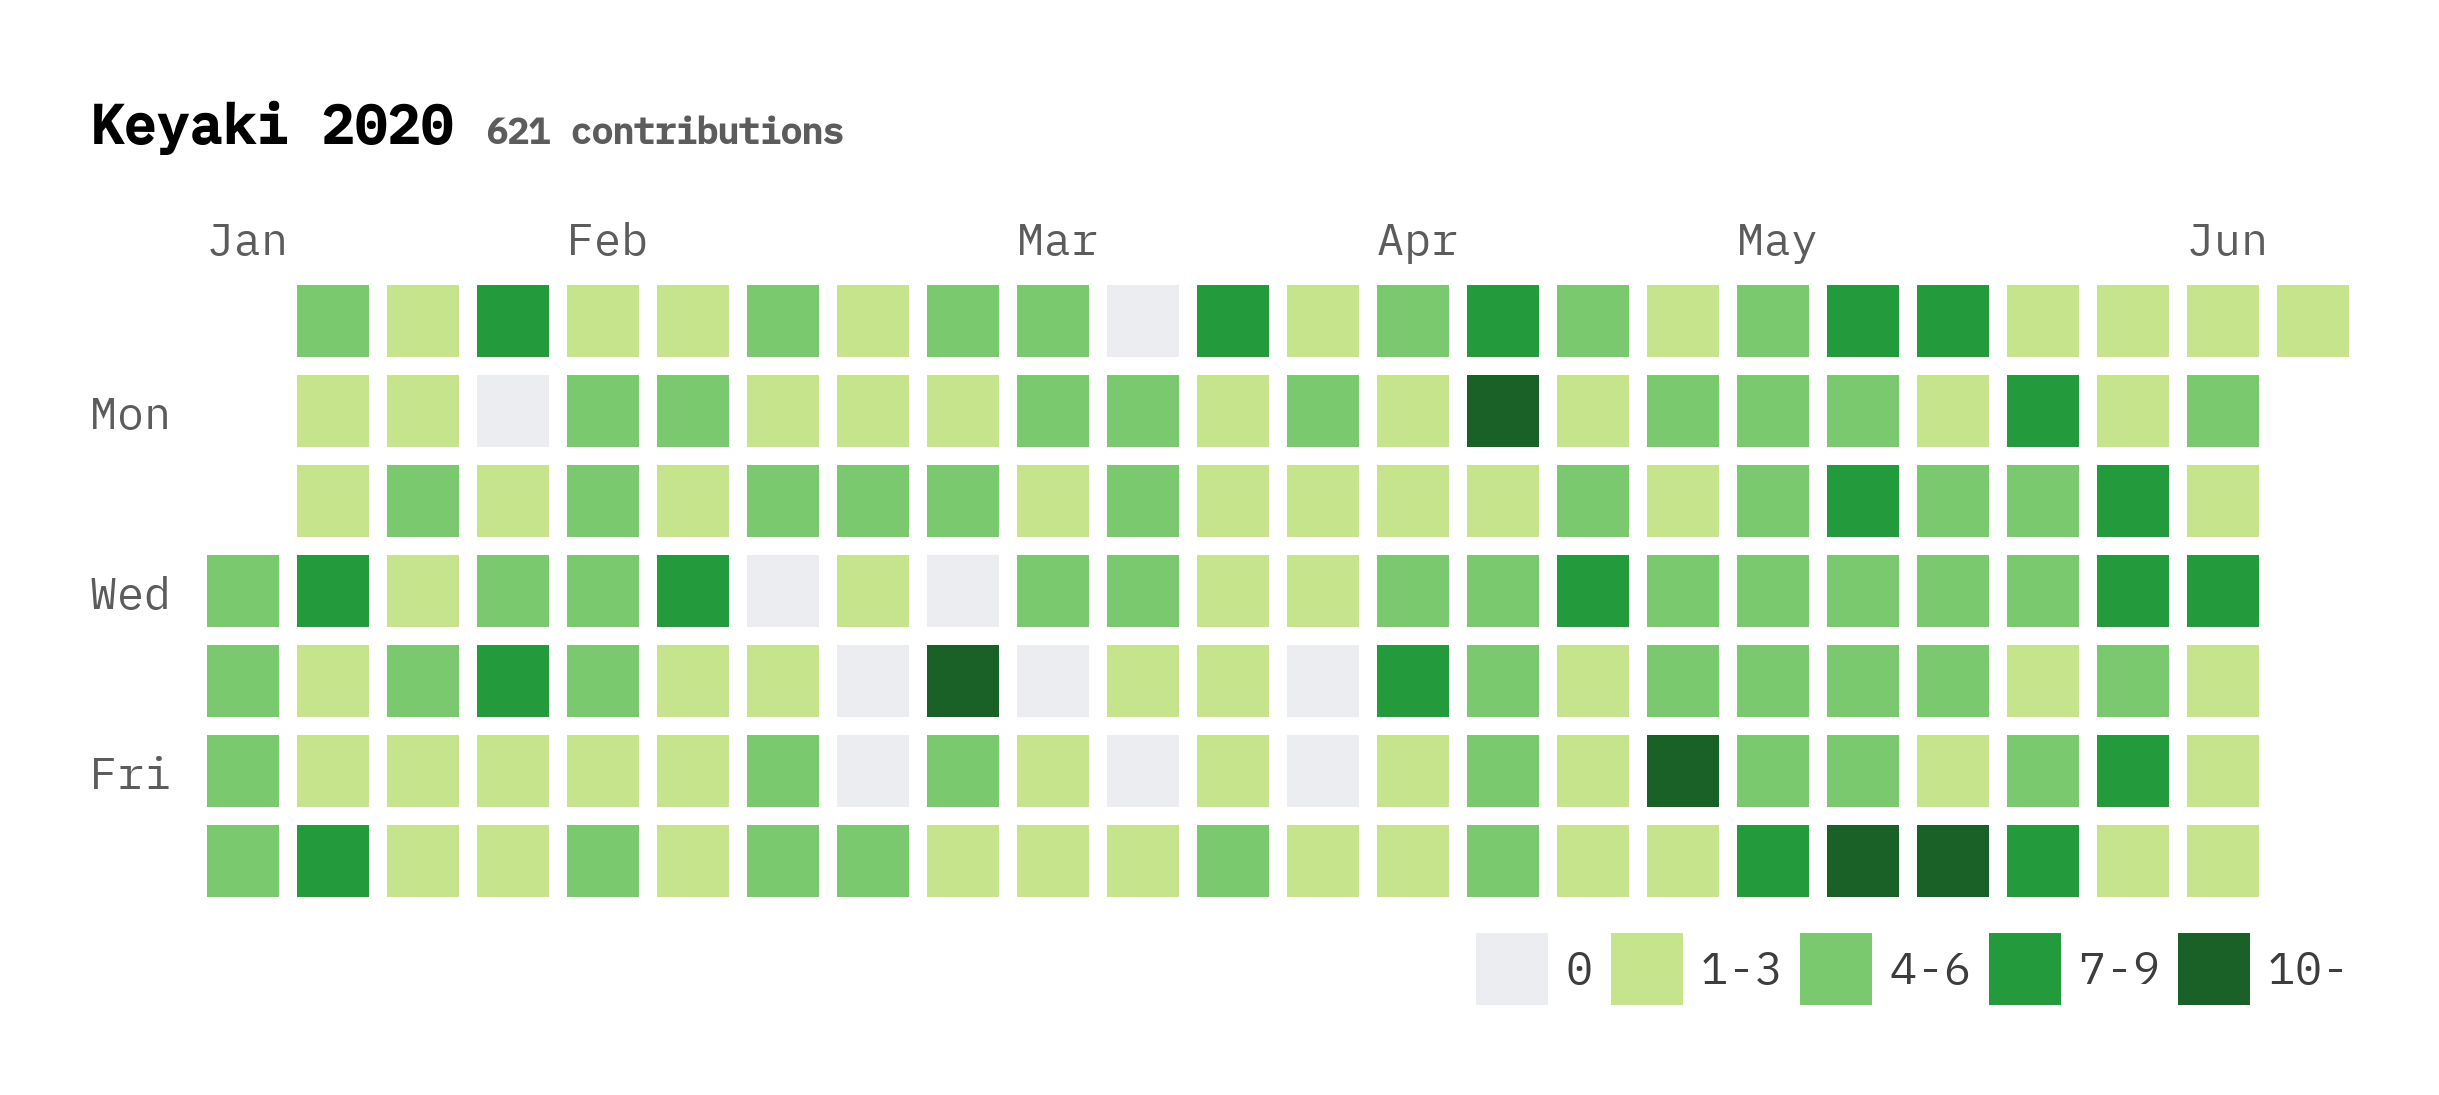 Keyaki 2020 621 contributions
Jan Feb Mar Apr May Jun
Mon
Wed
Fri
0 1-3 4-6 7-9 10-